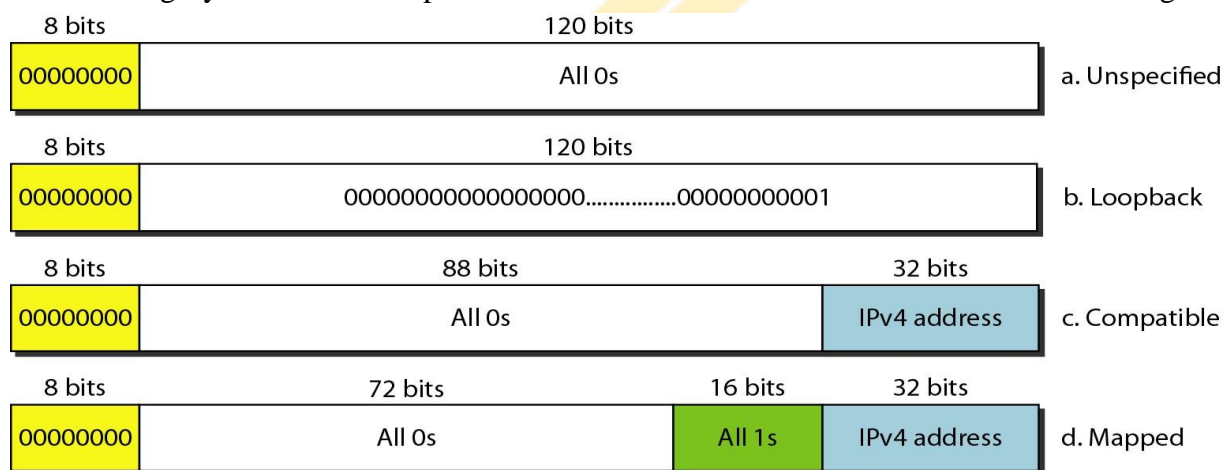 8 bits 120 bits
00000000 All 0s a. Unspecified
8 bits 120 bits
00000000 00000000000000000................00000000001 b. Loopback
8 bits 88 bits 32 bits
00000000 All 0s IPv4 address c. Compatible
8 bits 72 bits 16 bits 32 bits
00000000 All 0s All 1s IPv4 address d. Mapped